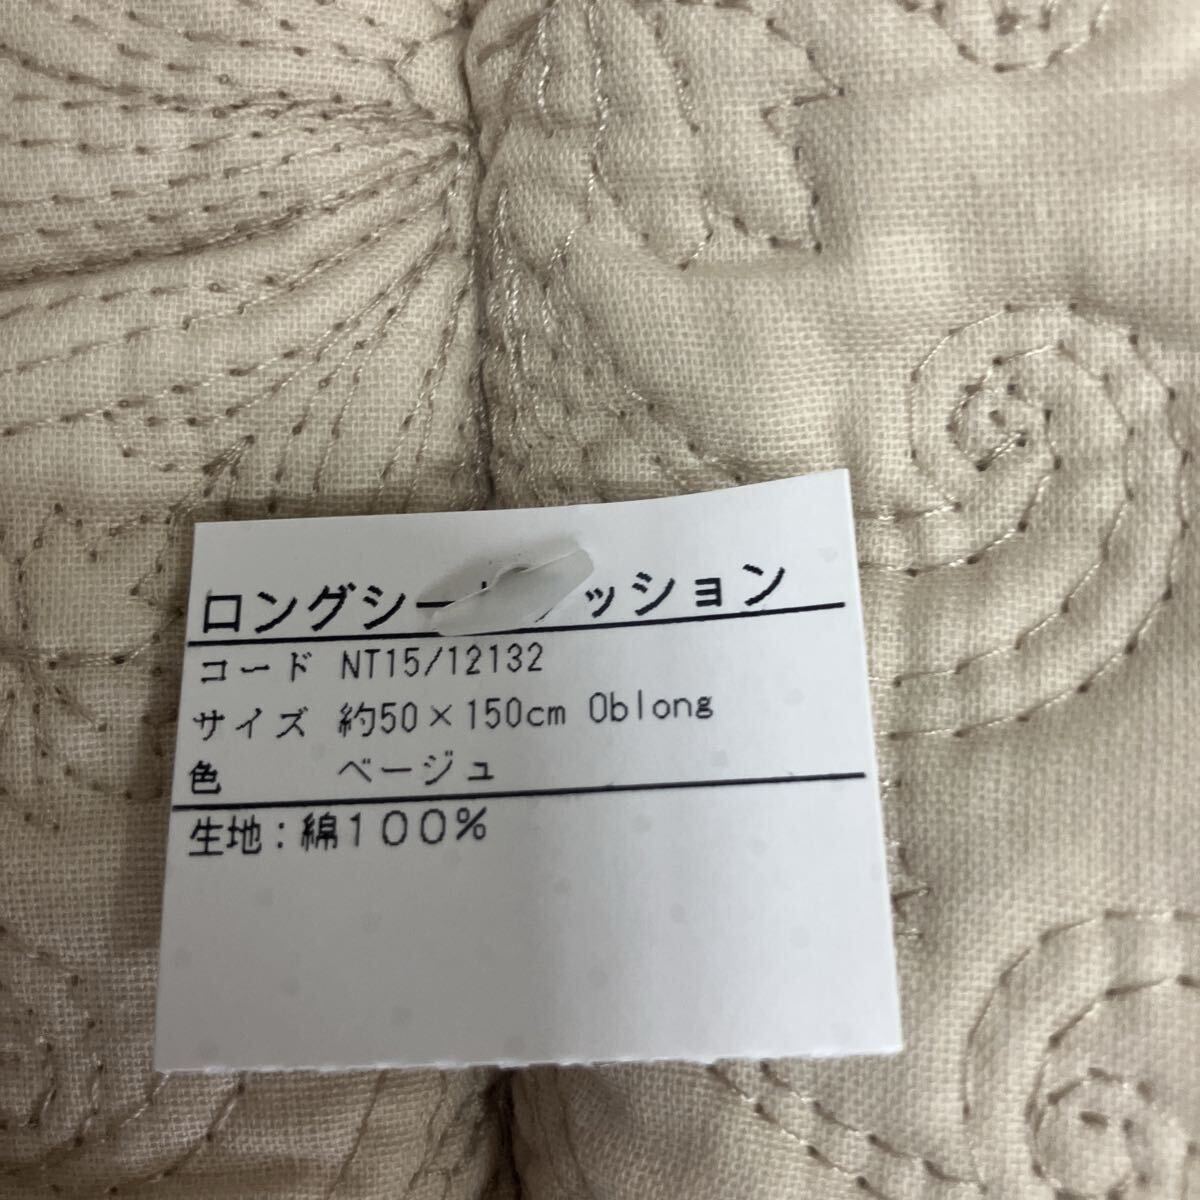 ロングシー ッション
コード NT15/12132
サイズ 約50×150cm Oblong
色 ベージュ
生地:綿100%